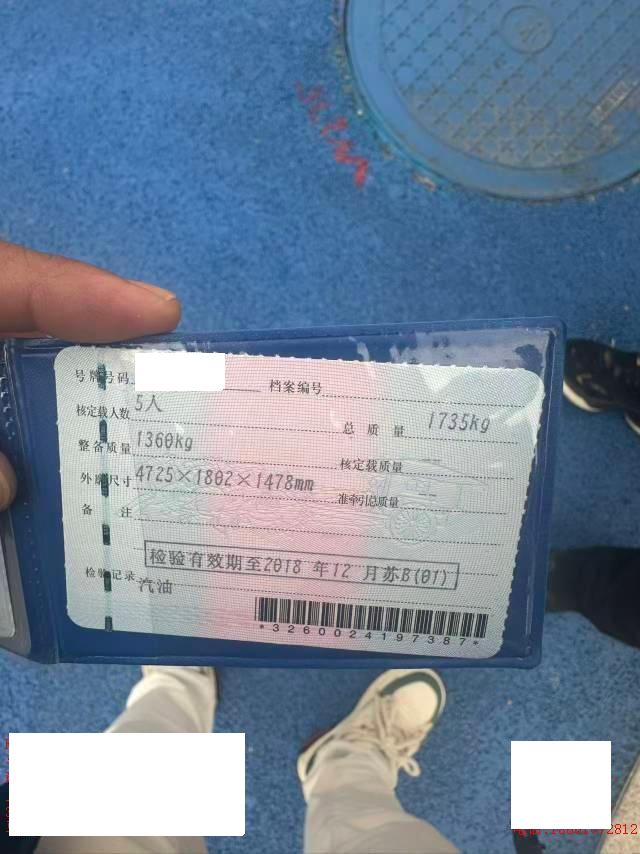 号牌号码
档案编号
核定载人数 5人
总质量 1735kg
整备质量 1360kg
核定载质量 --
外廓尺寸 4725×1802×1478mm
准牵引总质量 --
备注
检验有效期至2018 年12 月苏B(01)
检验记录
汽油
*3260024197387*